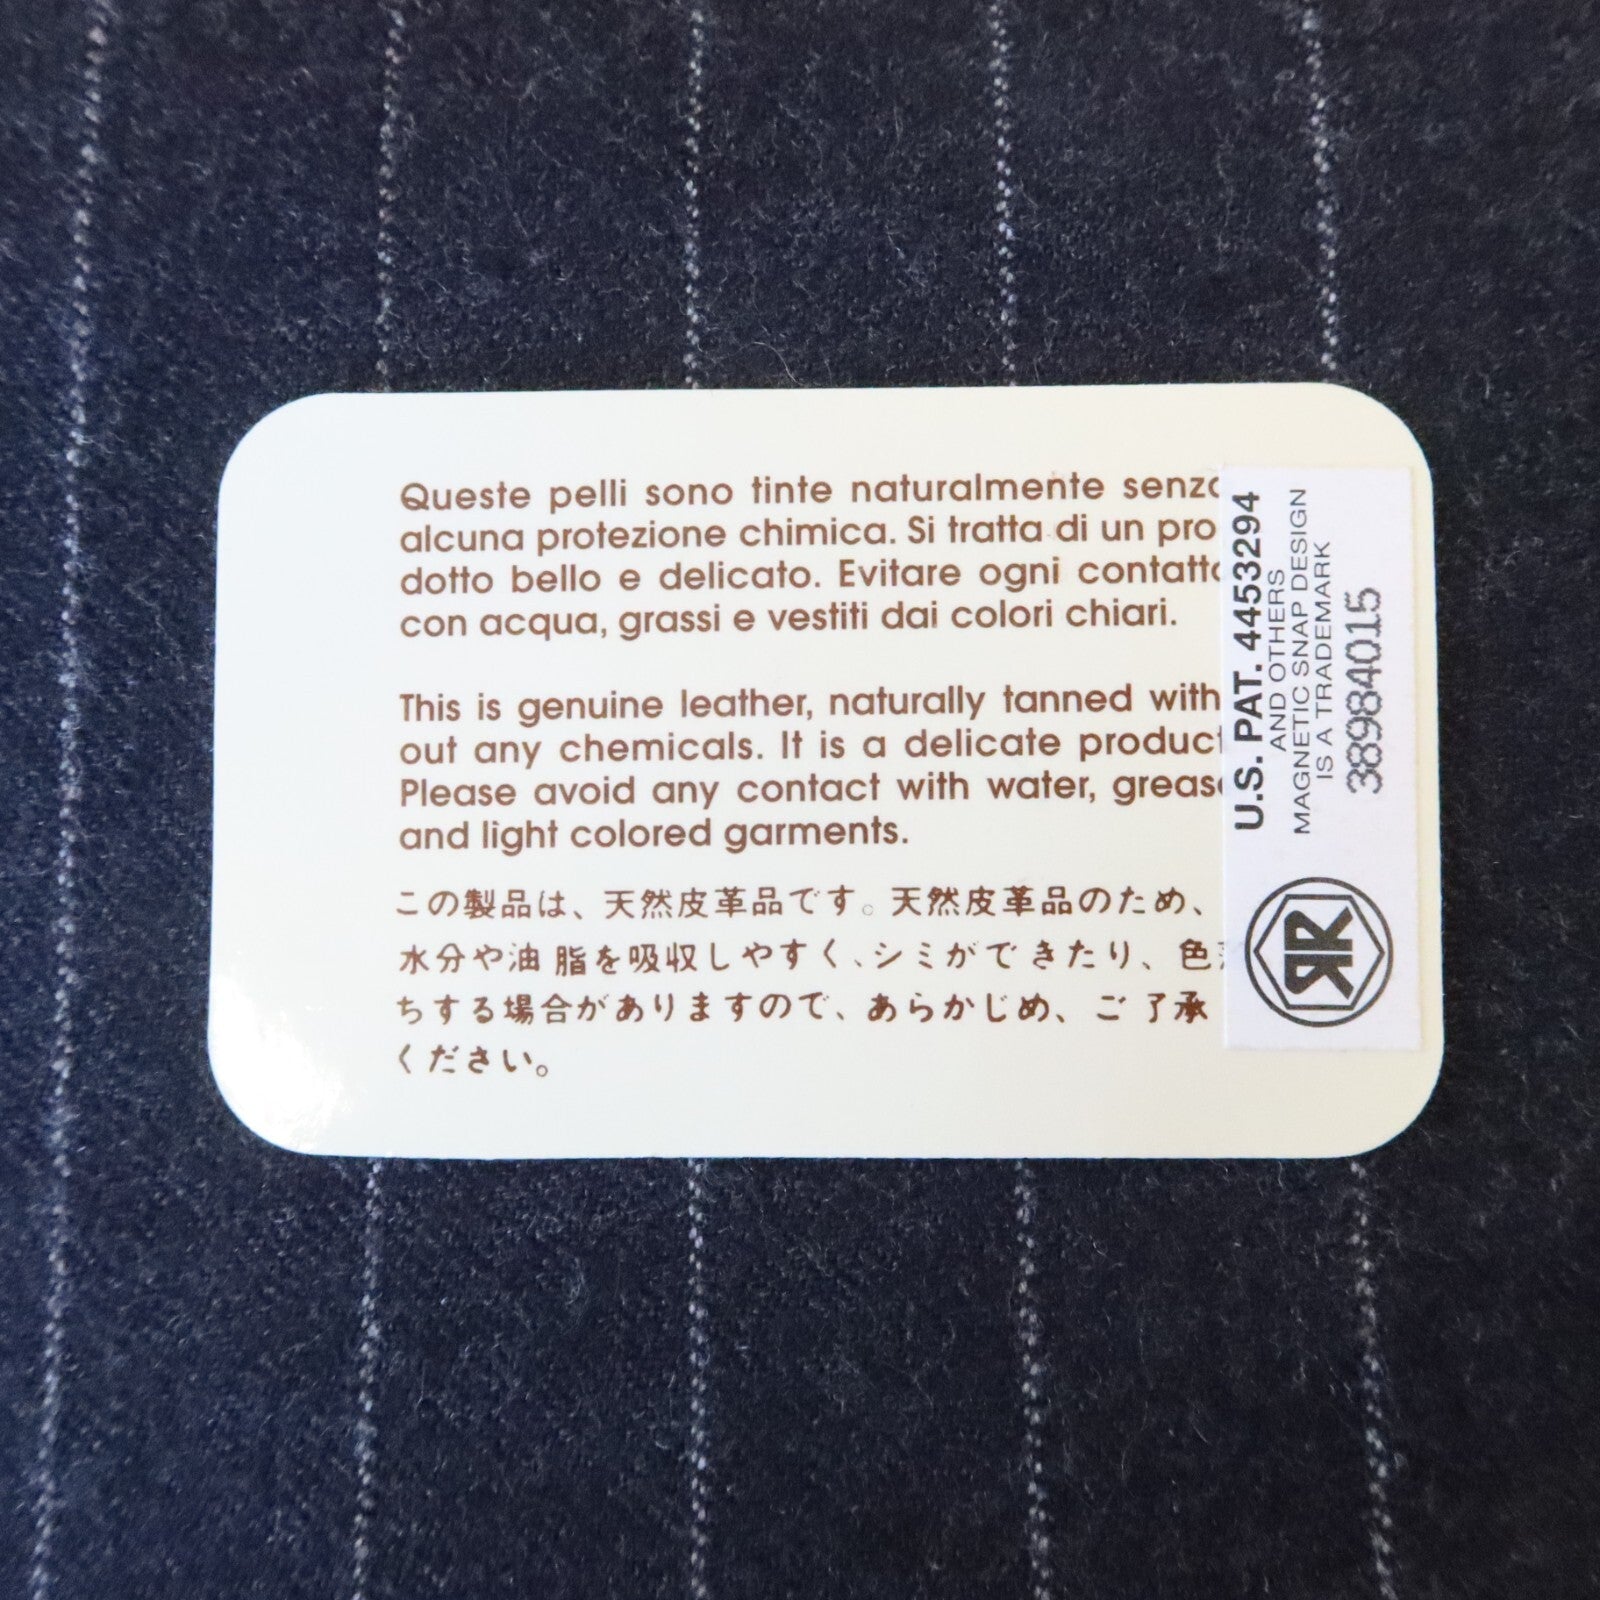 Queste pelli sono tinte naturalmente
alcuna protezione chimica. Si tratta di un pro
dotto bello e delicato. Evitare ogni
con acqua, grassi e vestiti dai colori chiari.
This is genuine leather, naturally tanned with
out any chemicals. It is a delicate product
Please avoid any contact with water,
and light colored garments.
この製品は、天然皮革品です。天然皮革品のため、
水分や油脂を吸収しやすく、シミができたり、色
ちする場合がありますので、あらかじめ、ご了承
ください。
U.S. PAT. 4453294
AND OTHERS
MAGNETIC SNAP DESIGN
IS A TRADEMARK
38984015